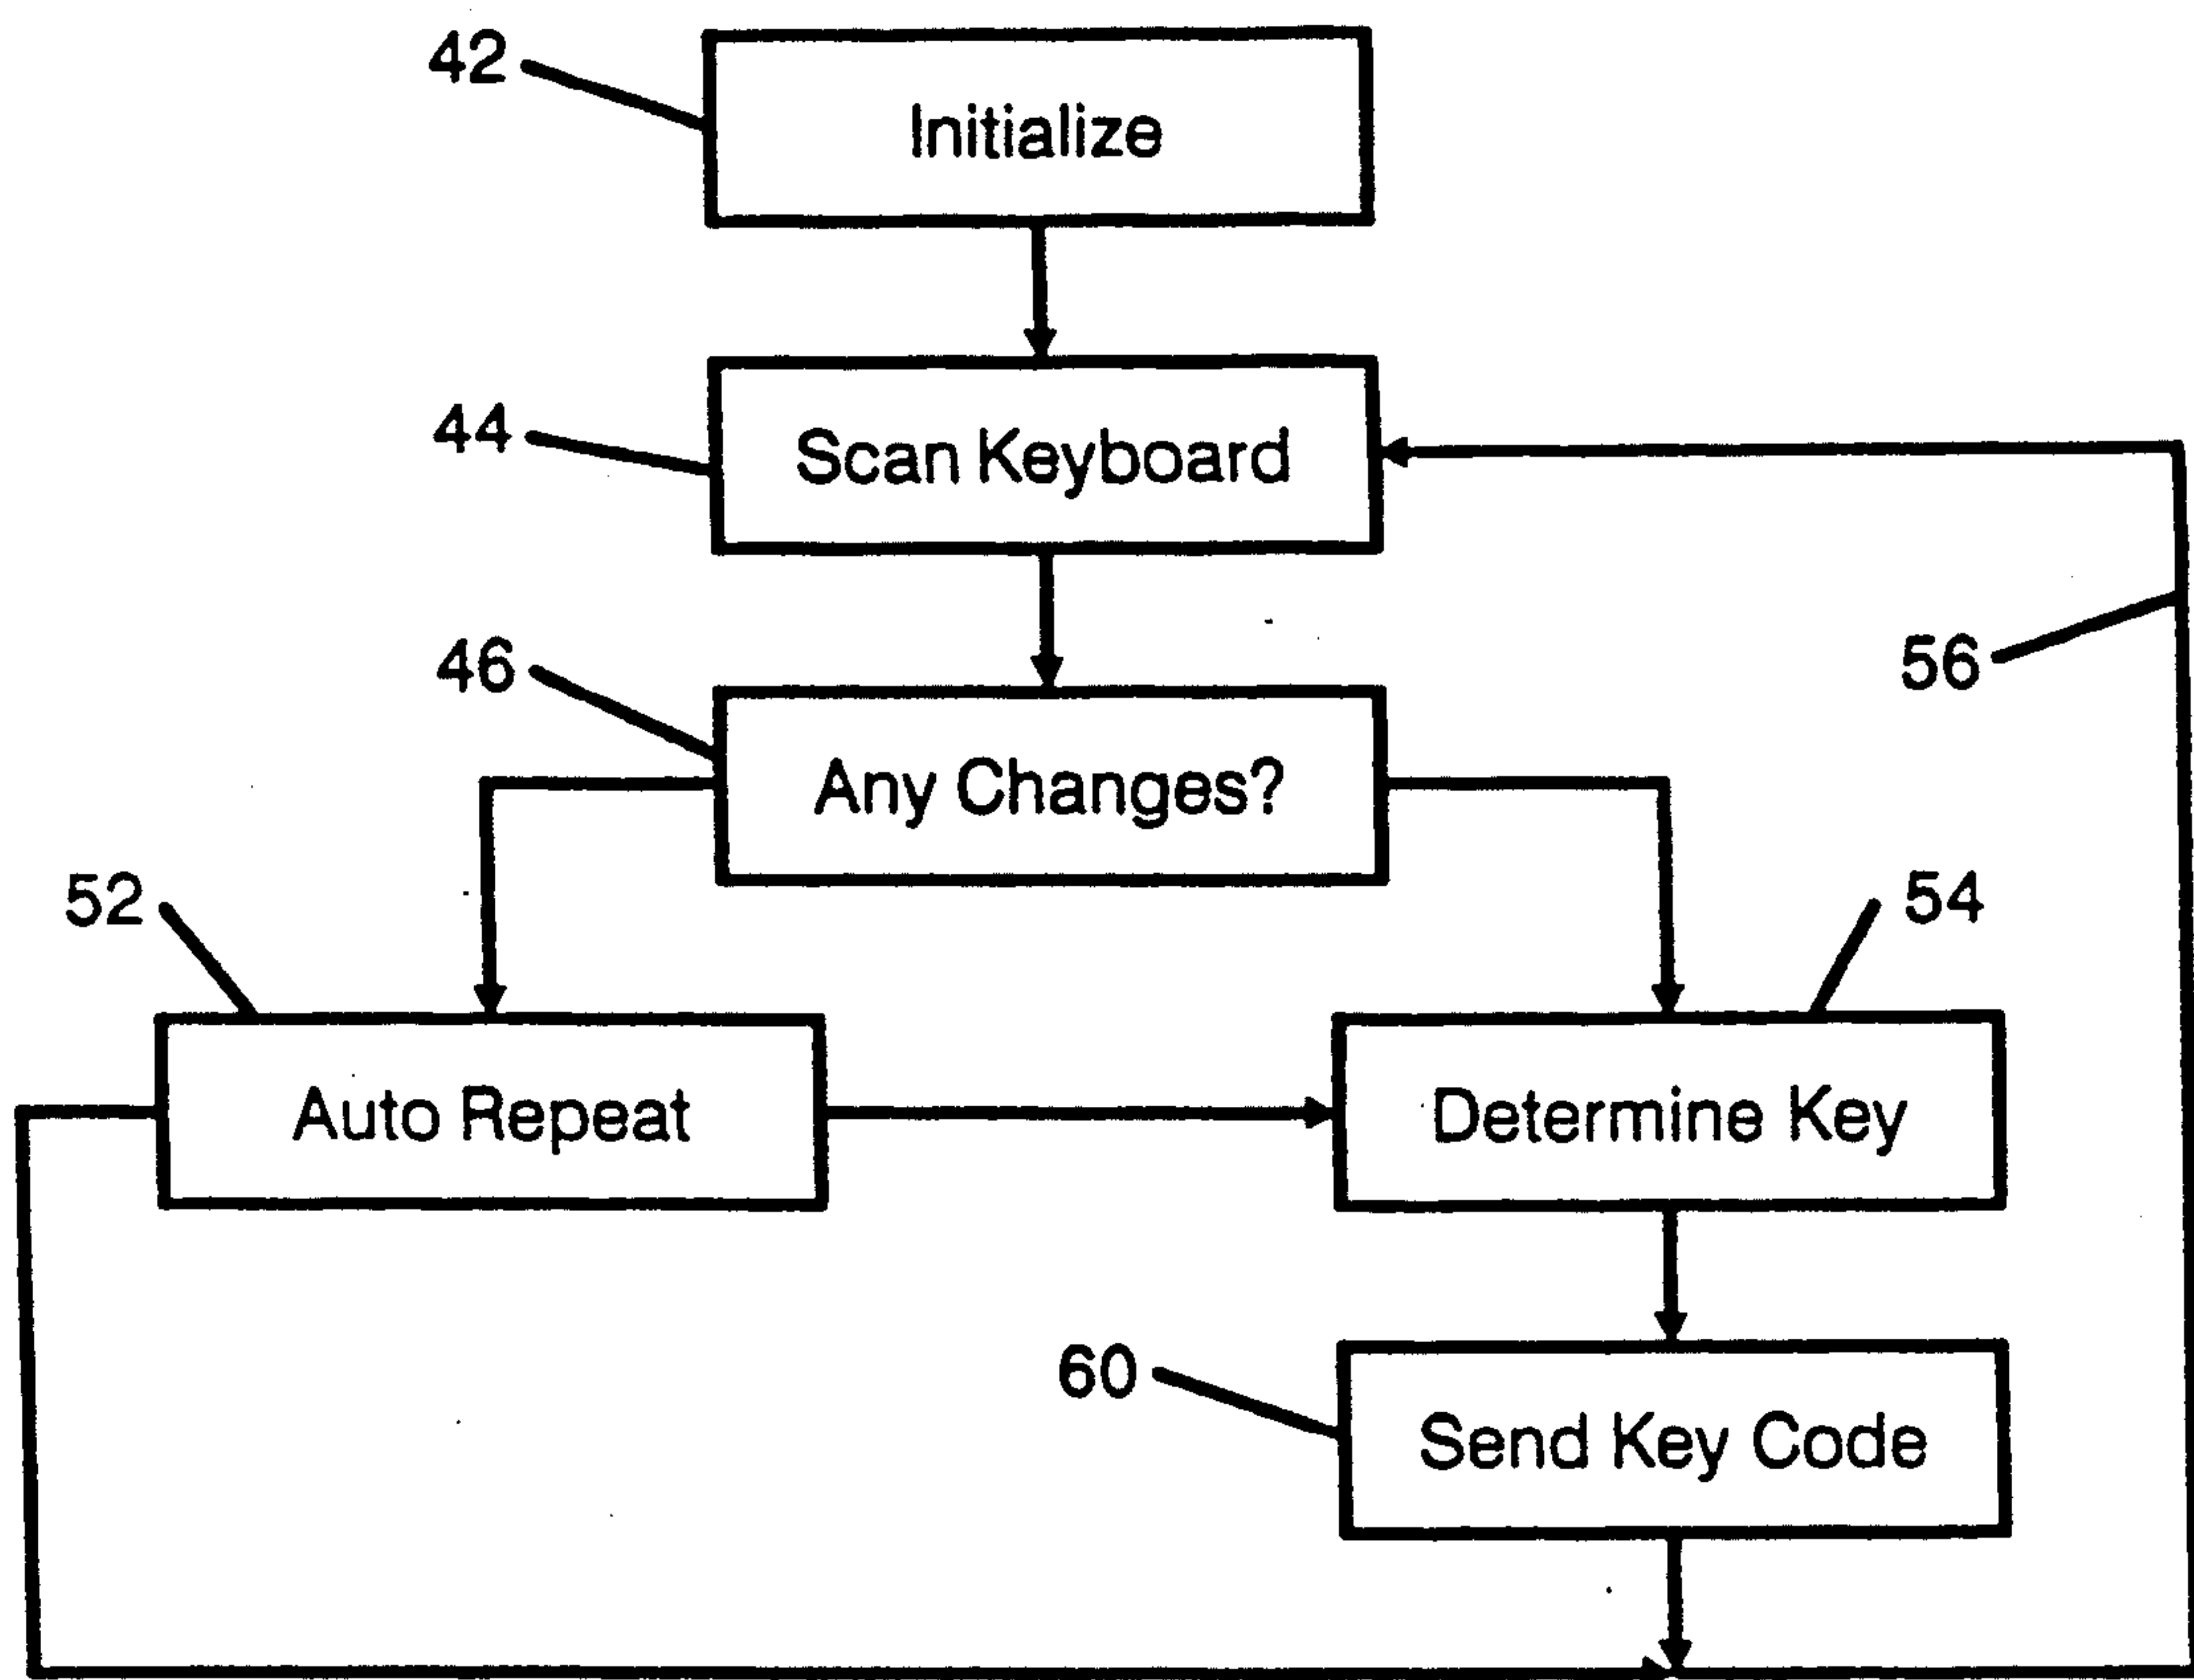 42
Initialize
44
Scan Keyboard
46
56
Any Changes?
52
54
Auto Repeat
Determine Key
60
Send Key Code